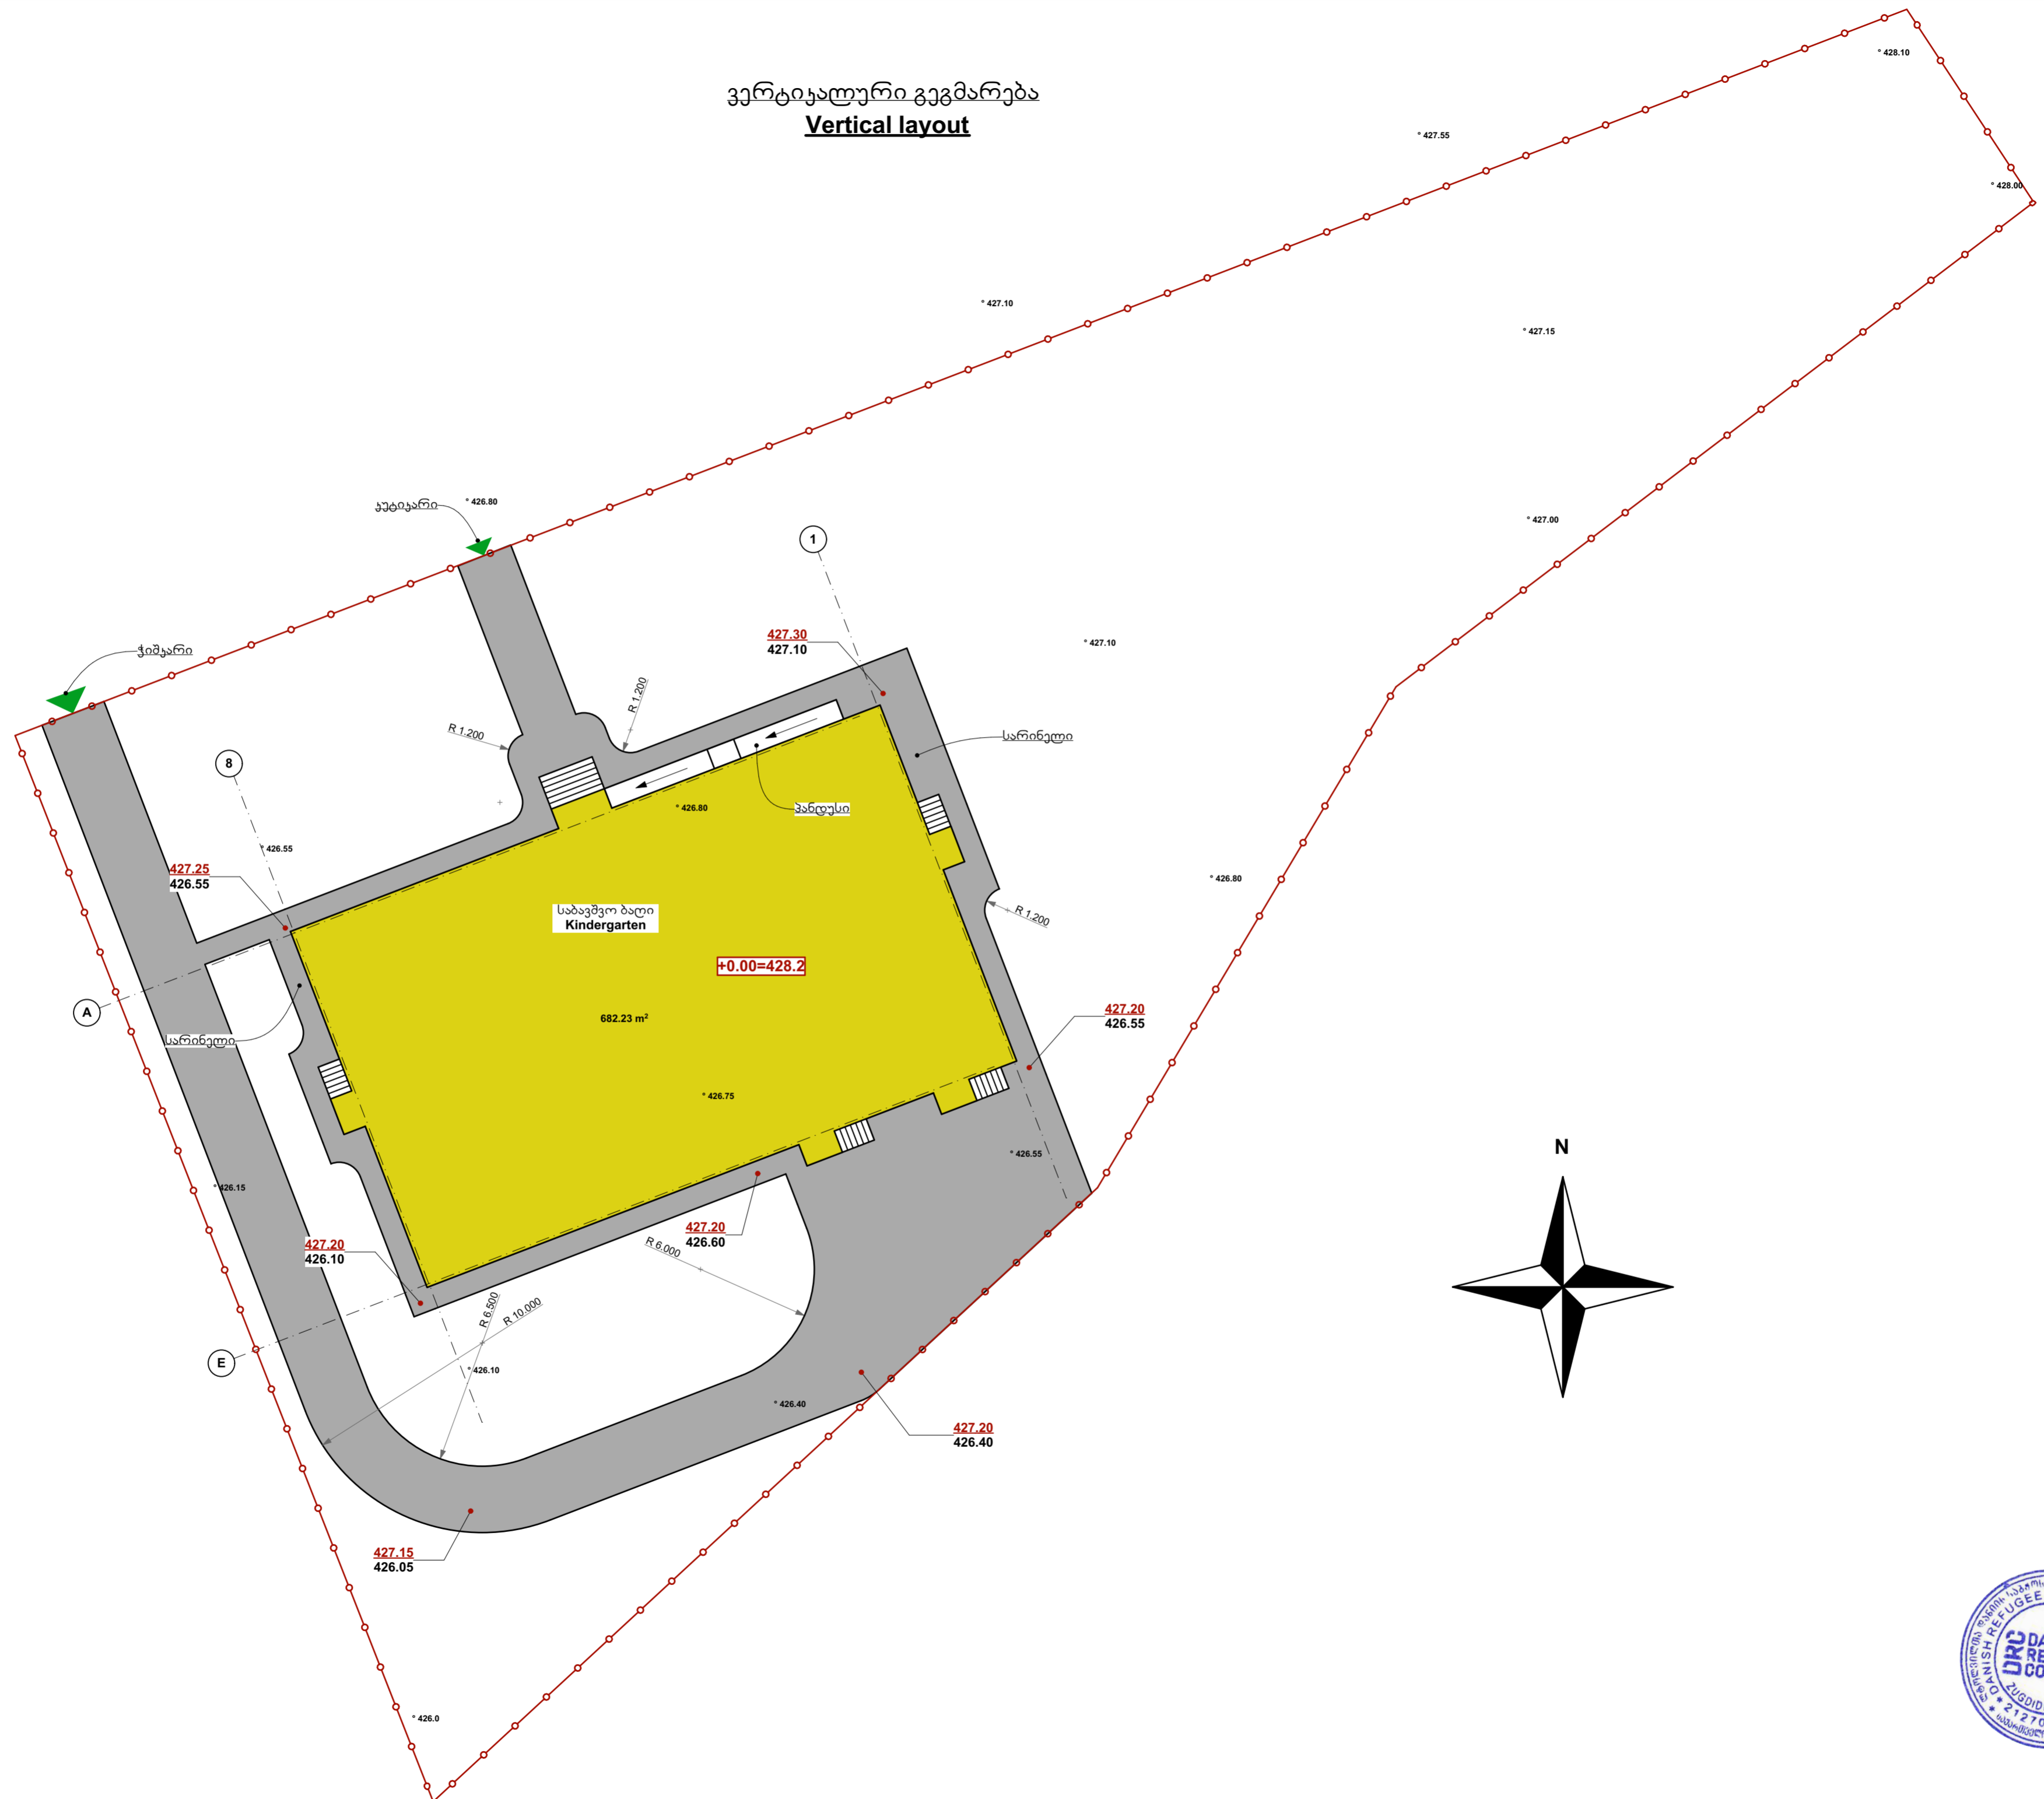 ვერტიკალური გეგმარება
Vertical layout
° 428.10
° 427.55
° 428.00
° 427.10
° 427.15
კუტიკარი
° 426.80
° 427.00
1
427.30
427.10
° 427.10
ჭიშკარი
R 1.200
R 1.200
სარინელი
8
პანდუსი
° 426.80
° 426.55
427.25
426.55
° 426.80
საბავშვო ბაღი
Kindergarten
R 1.200
+0.00=428.2
A
682.23 m²
427.20
426.55
სარინელი
° 426.75
° 426.55
N
° 426.15
427.20
426.60
427.20
426.10
R 6.000
R 6.500
R 10.000
E
° 426.10
° 426.40
427.20
426.40
427.15
426.05
° 426.0
DANISH REFUGEE
DRC